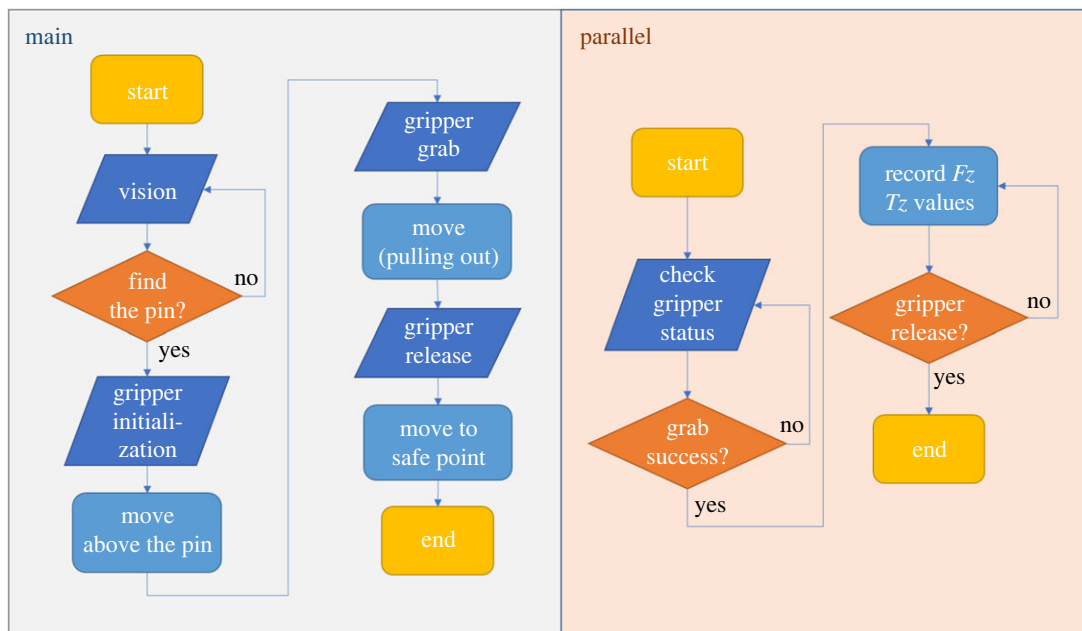 main
start
vision
find
the pin?
no
yes
gripper
initiali-
zation
move
above the pin
gripper
grab
move
(pulling out)
gripper
release
move to
safe point
end
parallel
start
check
gripper
status
grab
success?
no
yes
record Fz
Tz values
gripper
release?
no
yes
end